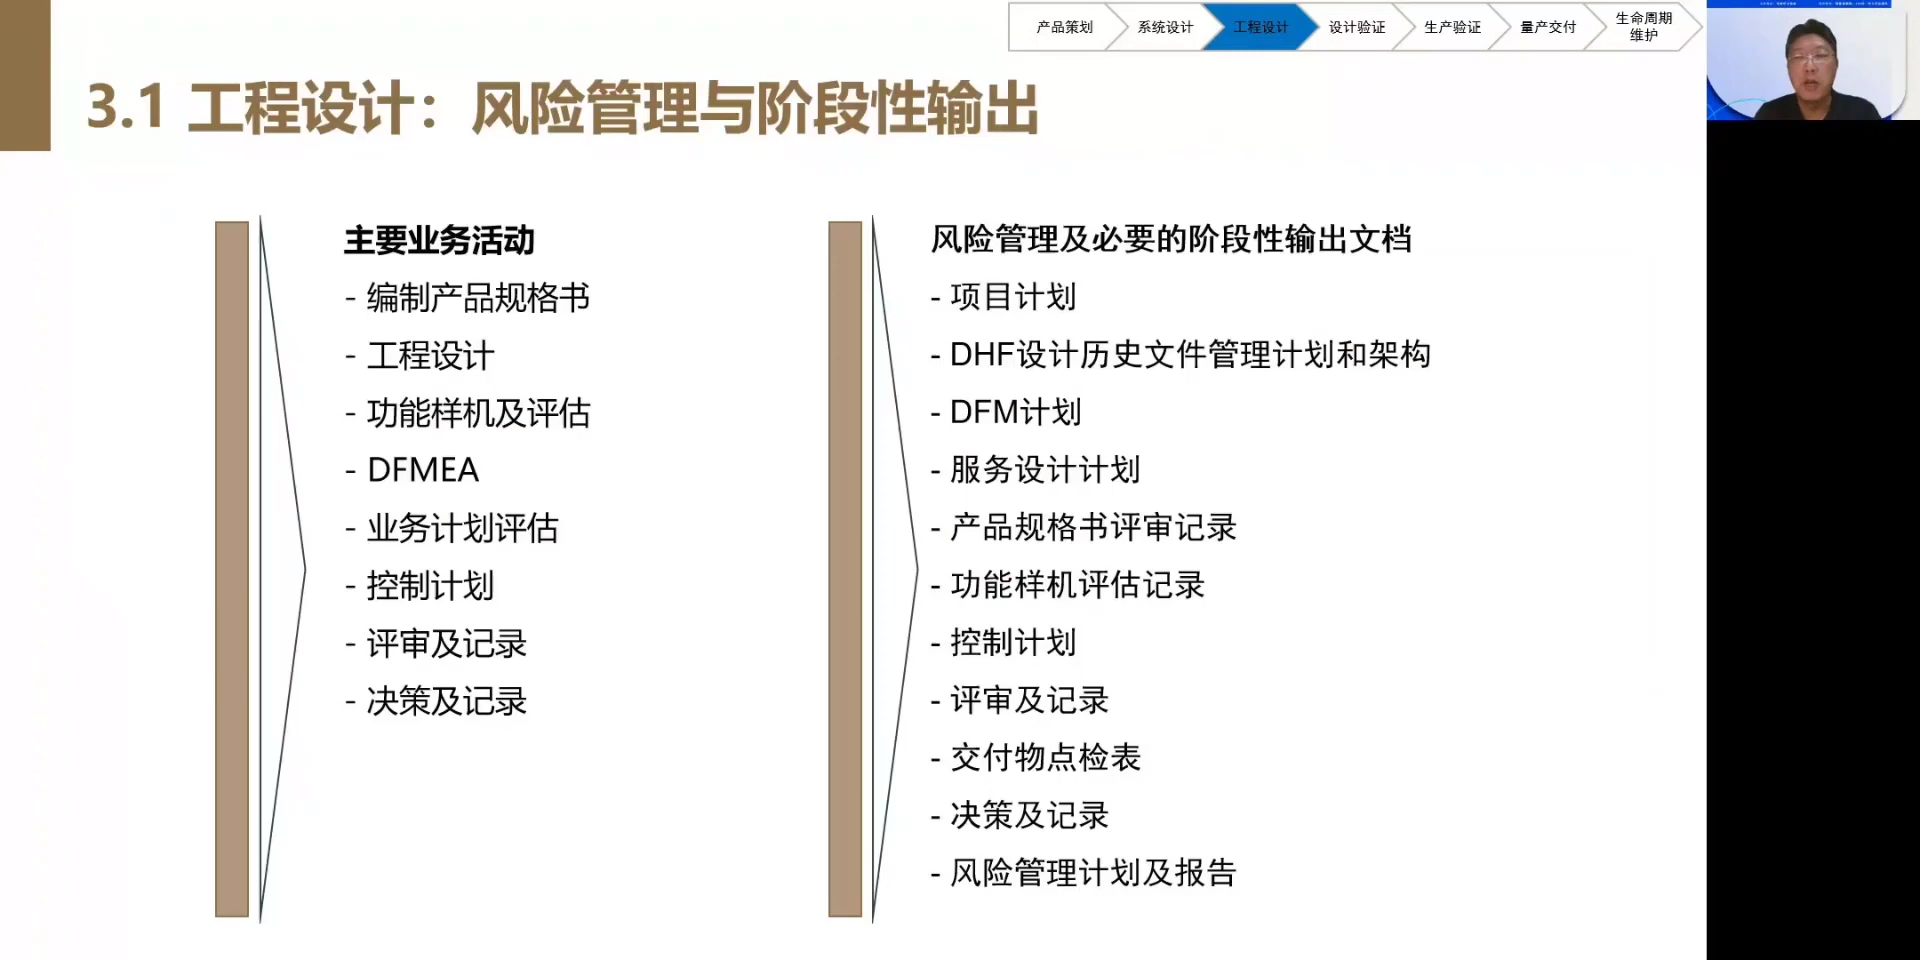 产品策划
系统设计
工程设计
设计验证
生产验证
量产交付
生命周期
维护
3.1 工程设计：风险管理与阶段性输出
主要业务活动
- 编制产品规格书
- 工程设计
- 功能样机及评估
- DFMEA
- 业务计划评估
- 控制计划
- 评审及记录
- 决策及记录
风险管理及必要的阶段性输出文档
- 项目计划
- DHF设计历史文件管理计划和架构
- DFM计划
- 服务设计计划
- 产品规格书评审记录
- 功能样机评估记录
- 控制计划
- 评审及记录
- 交付物点检表
- 决策及记录
- 风险管理计划及报告